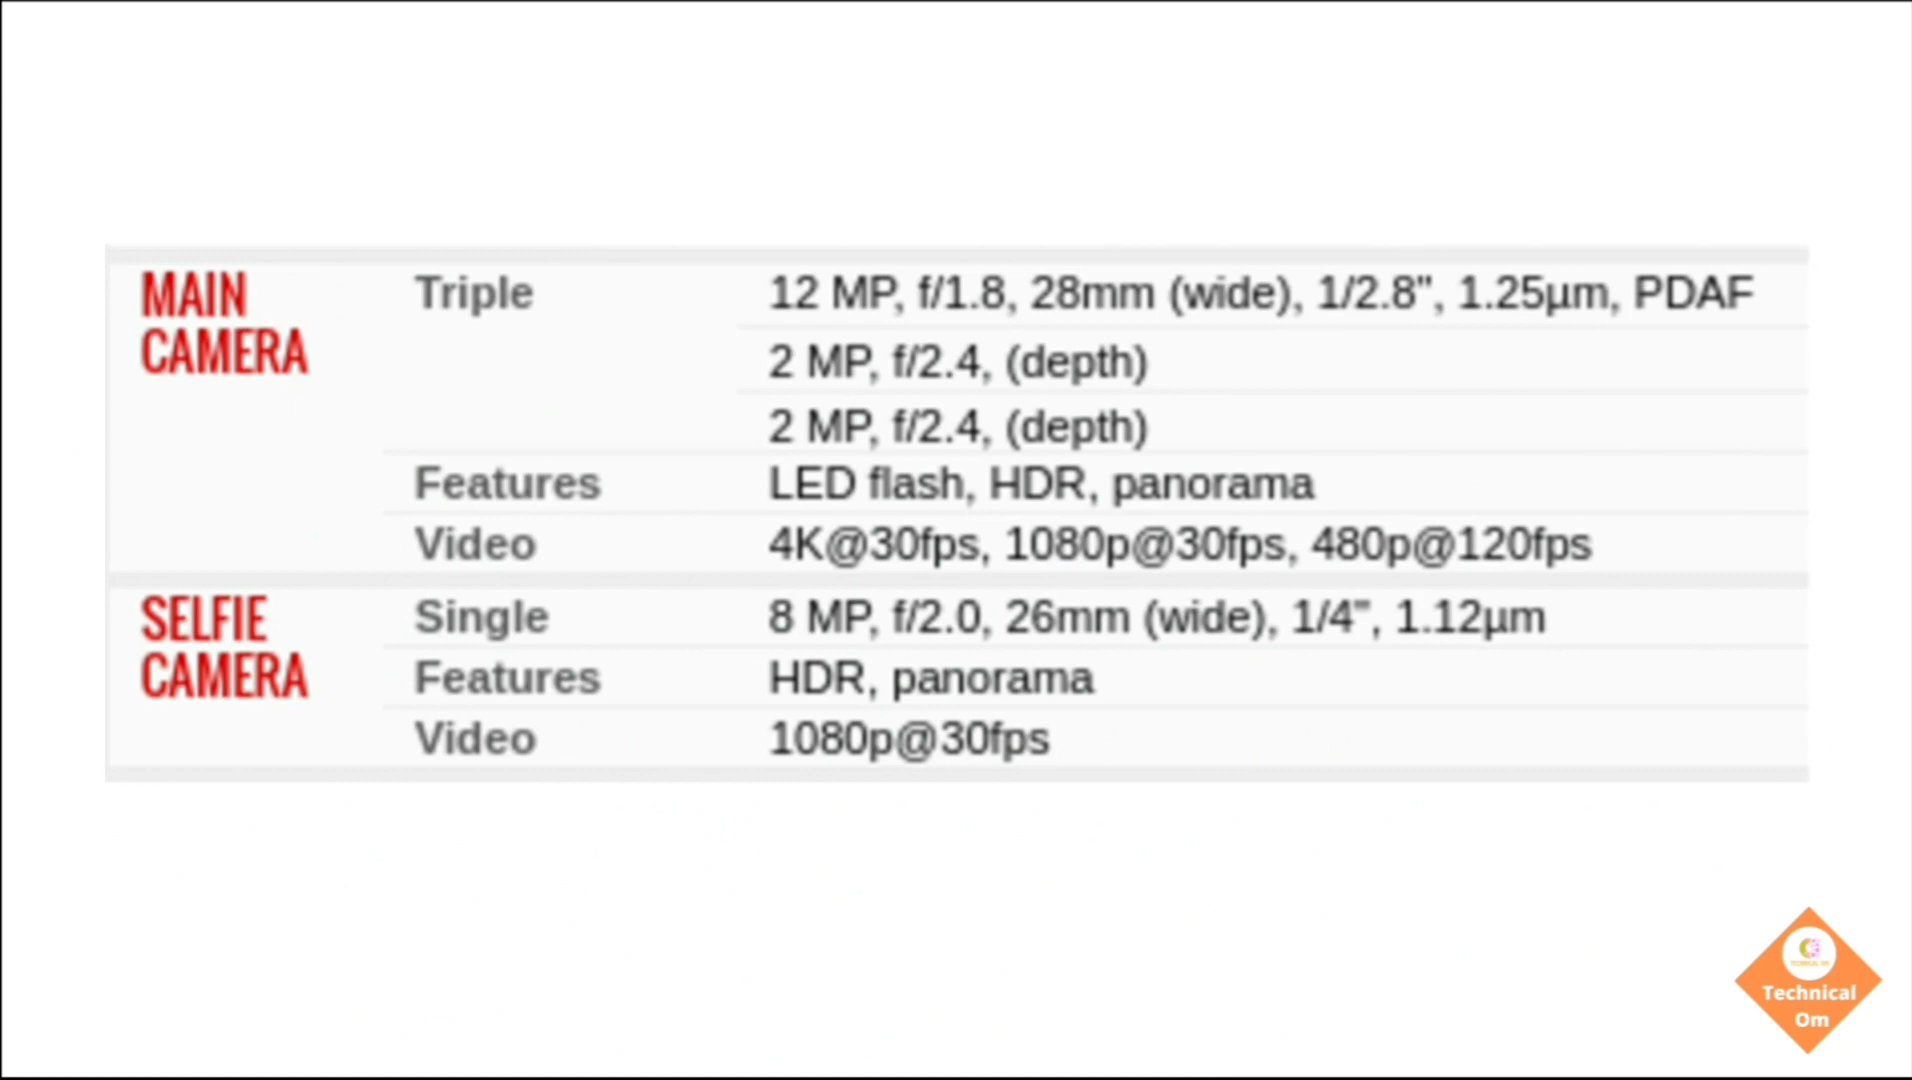 MAIN CAMERA Triple 12 MP, f/1.8, 28mm (wide), 1/2.8", 1.25µm, PDAF
2 MP, f/2.4, (depth)
2 MP, f/2.4, (depth)
Features LED flash, HDR, panorama
Video 4K@30fps, 1080p@30fps, 480p@120fps
SELFIE CAMERA Single 8 MP, f/2.0, 26mm (wide), 1/4", 1.12µm
Features HDR, panorama
Video 1080p@30fps
Technical
Om